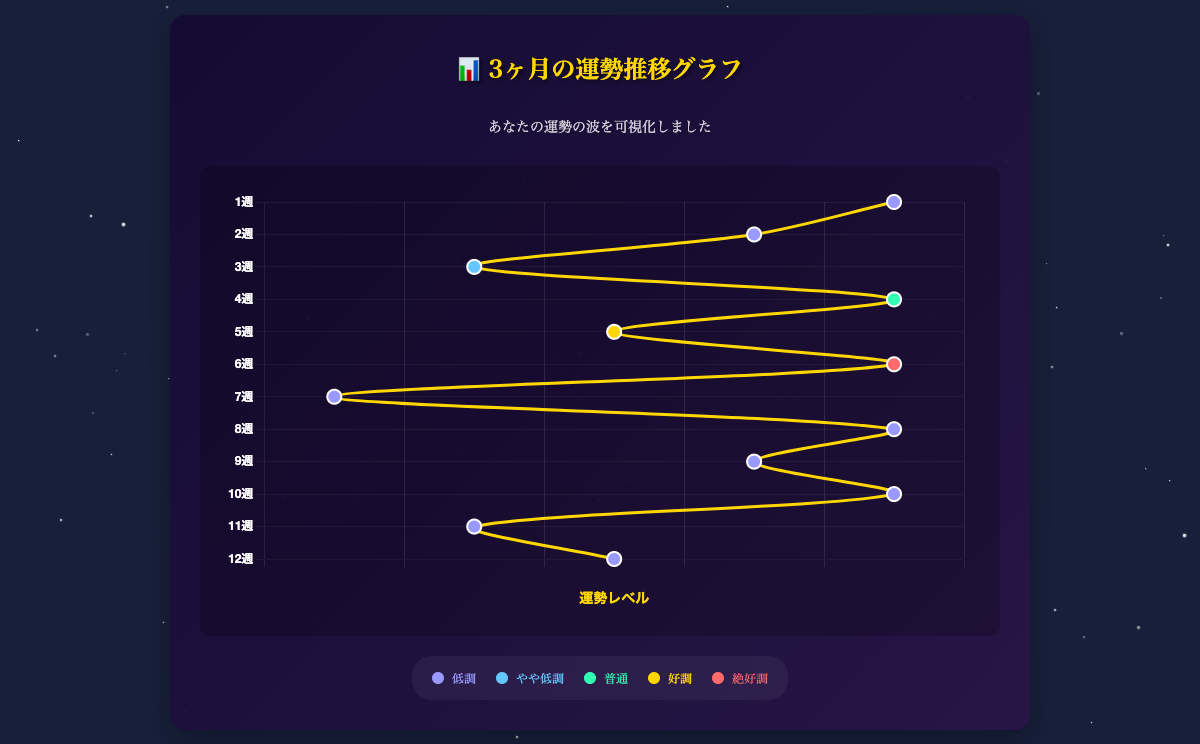 📊 3ヶ月の運勢推移グラフ
あなたの運勢の波を可視化しました
1週
2週
3週
4週
5週
6週
7週
8週
9週
10週
11週
12週
運勢レベル
低調 やや低調 普通 好調 絶好調